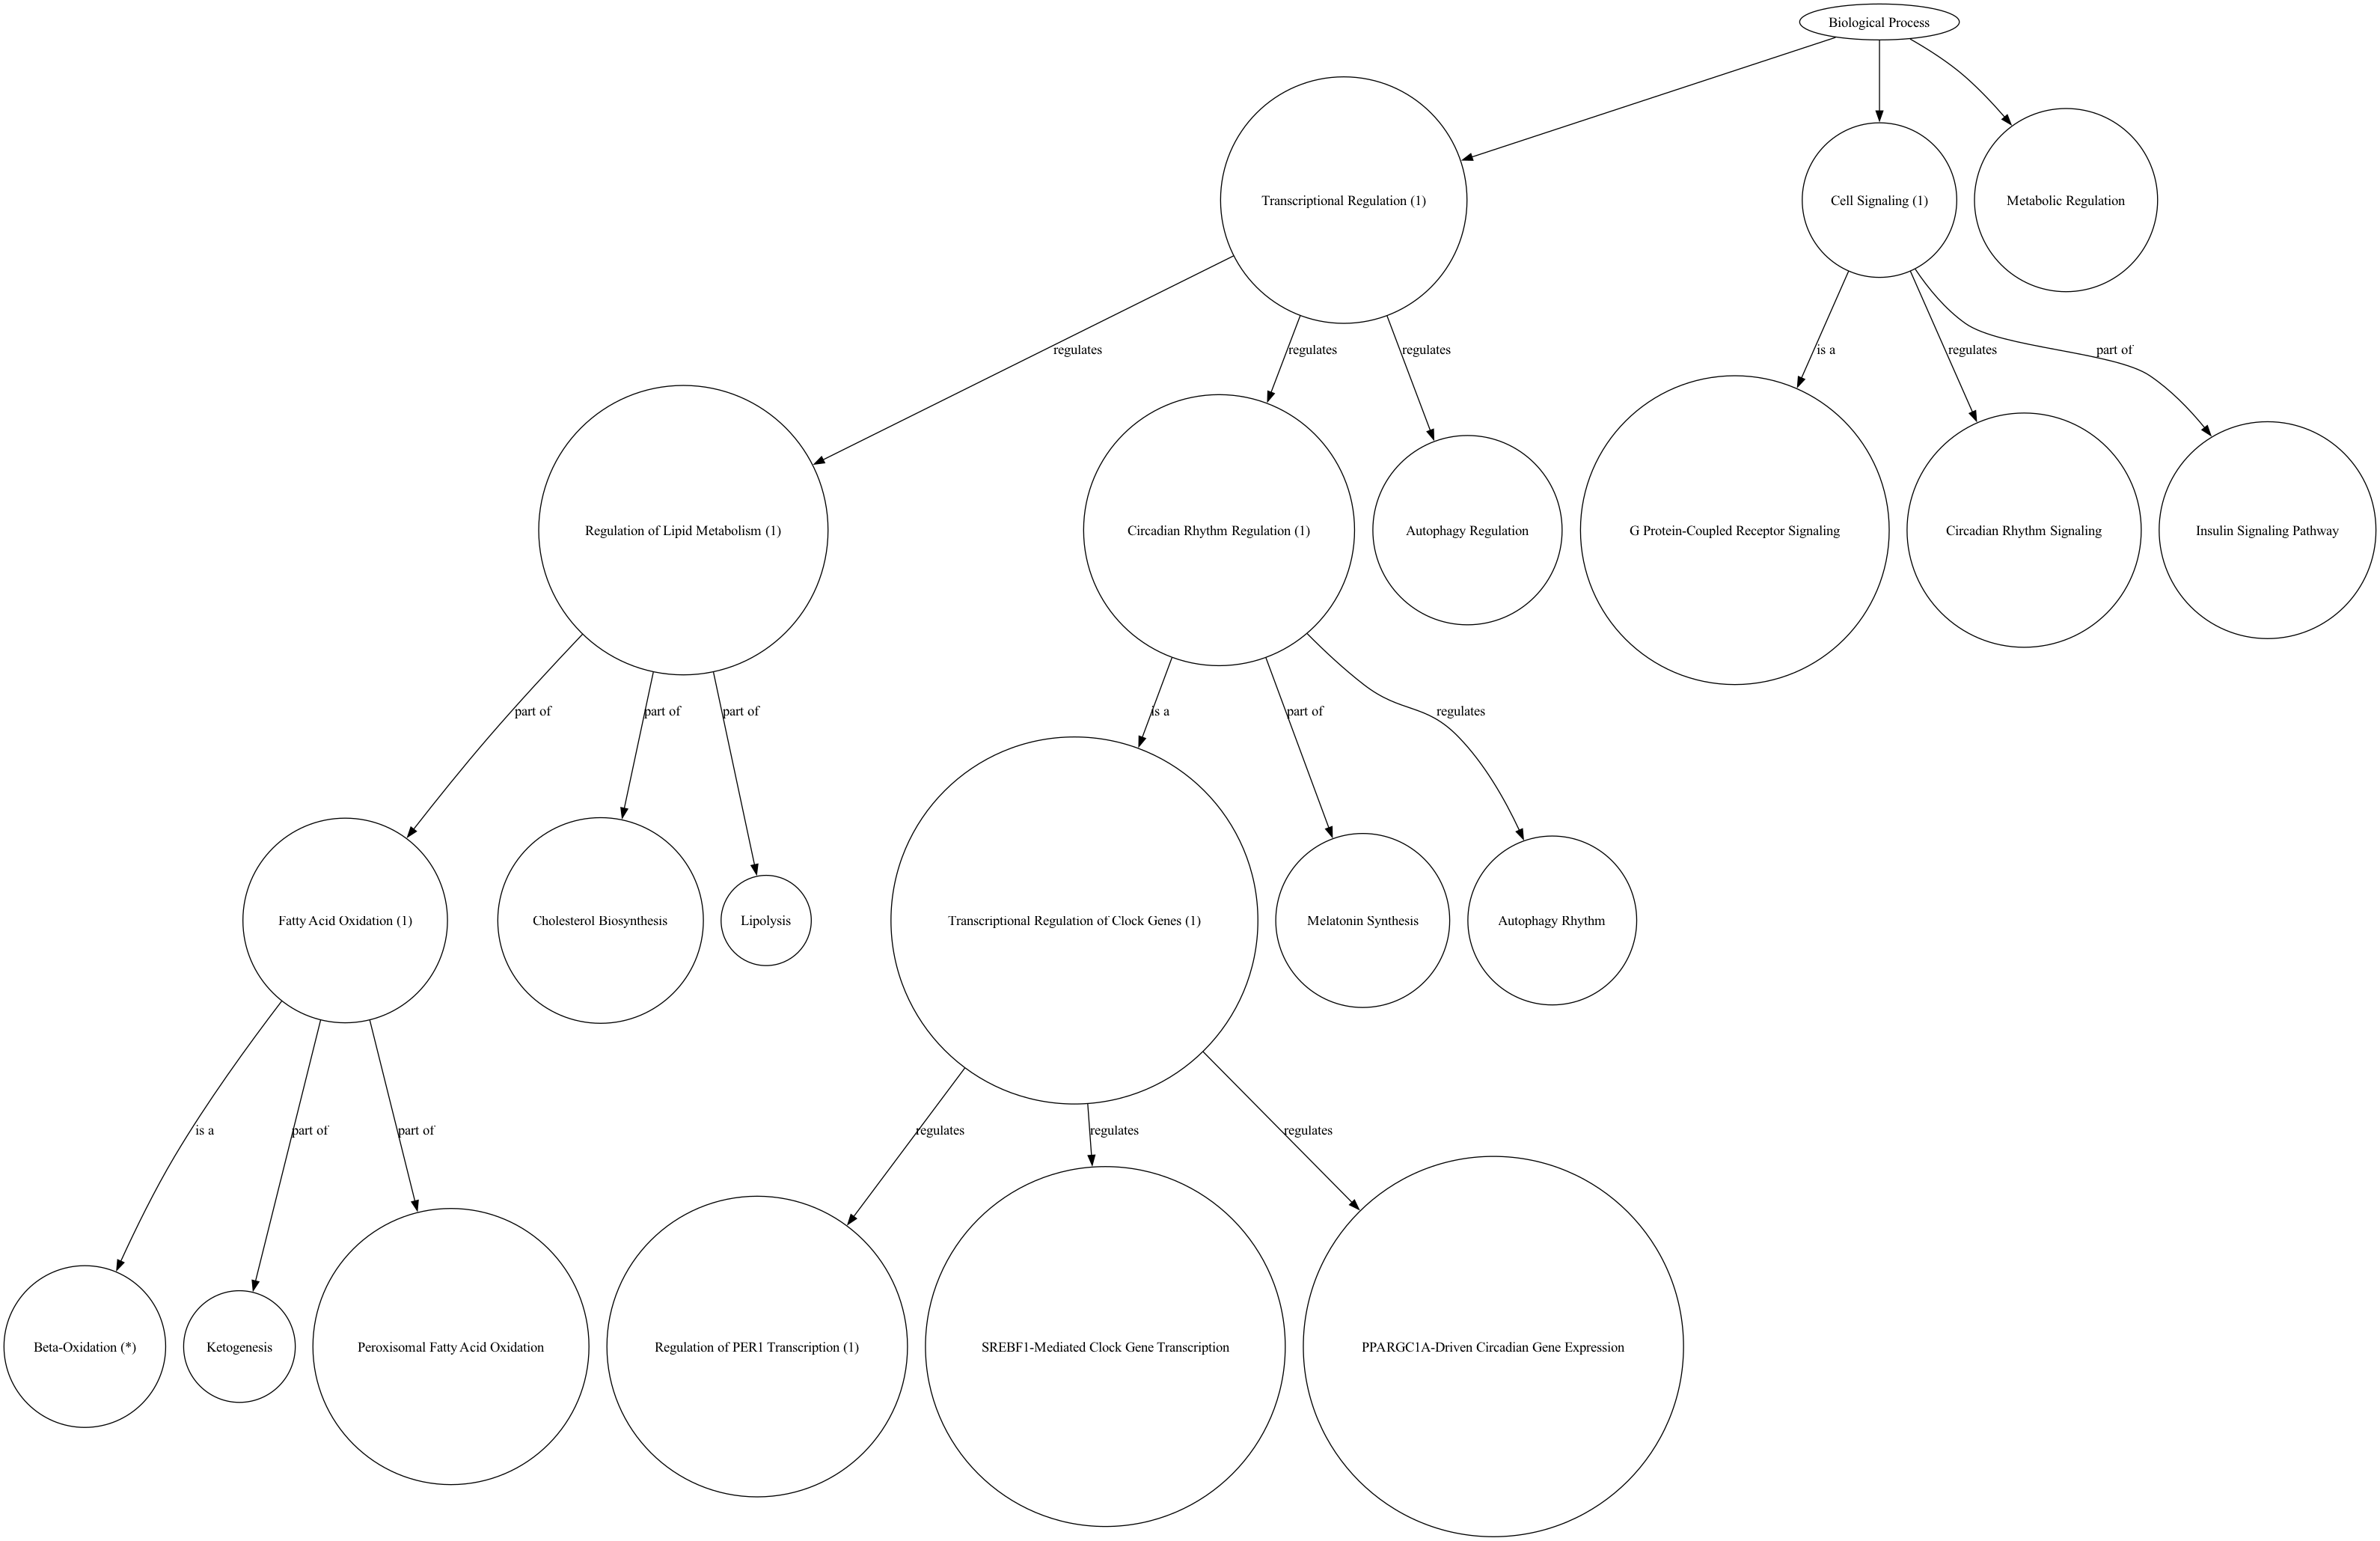 Biological Process
Transcriptional Regulation (1)
Cell Signaling (1)
Metabolic Regulation
regulates
regulates
regulates
is a
regulates
part of
Regulation of Lipid Metabolism (1)
Circadian Rhythm Regulation (1)
Autophagy Regulation
G Protein-Coupled Receptor Signaling
Circadian Rhythm Signaling
Insulin Signaling Pathway
part of
part of
part of
is a
part of
regulates
Fatty Acid Oxidation (1)
Cholesterol Biosynthesis
Lipolysis
Transcriptional Regulation of Clock Genes (1)
Melatonin Synthesis
Autophagy Rhythm
is a
part of
part of
regulates
regulates
regulates
Beta-Oxidation (*)
Ketogenesis
Peroxisomal Fatty Acid Oxidation
Regulation of PER1 Transcription (1)
SREBF1-Mediated Clock Gene Transcription
PPARGC1A-Driven Circadian Gene Expression